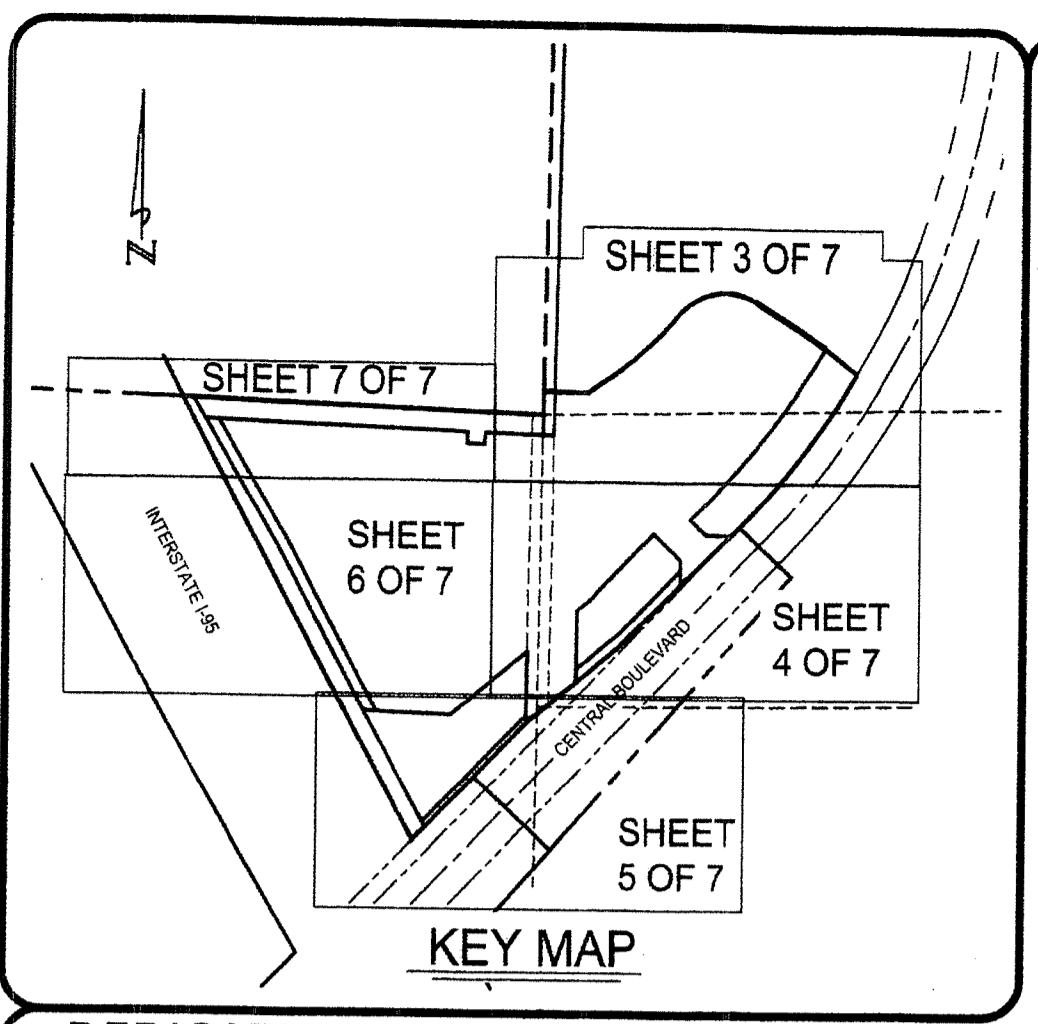 Z
SHEET 3 OF 7
SHEET 7 OF 7
INTERSTATE I-95
SHEET
6 OF 7
SHEET
4 OF 7
CENTRAL BOULEVARD
SHEET
5 OF 7
KEY MAP